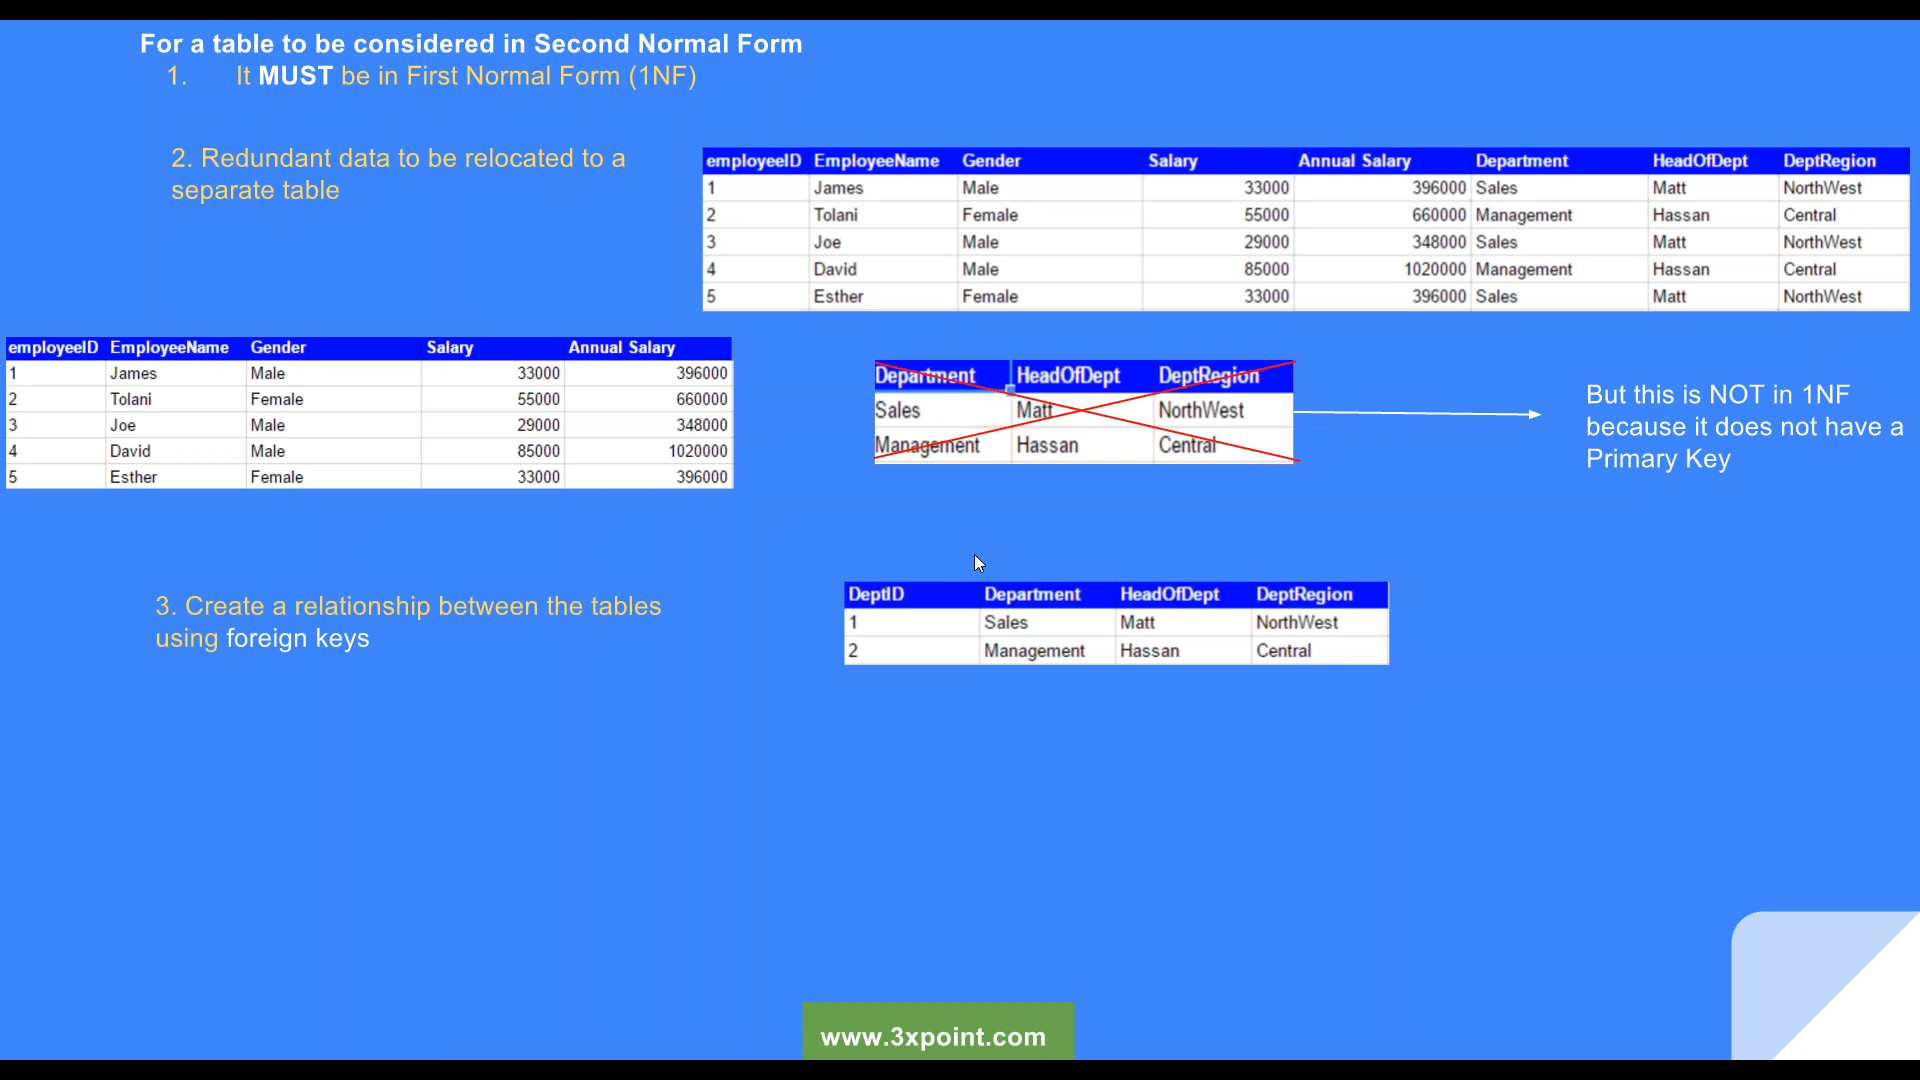 For a table to be considered in Second Normal Form
1. It MUST be in First Normal Form (1NF)
2. Redundant data to be relocated to a
separate table
employeeID EmployeeName Gender Salary Annual Salary Department HeadOfDept DeptRegion
1 James Male 33000 396000 Sales Matt NorthWest
2 Tolani Female 55000 660000 Management Hassan Central
3 Joe Male 29000 348000 Sales Matt NorthWest
4 David Male 85000 1020000 Management Hassan Central
5 Esther Female 33000 396000 Sales Matt NorthWest
employeeID EmployeeName Gender Salary Annual Salary
1 James Male 33000 396000
2 Tolani Female 55000 660000
3 Joe Male 29000 348000
4 David Male 85000 1020000
5 Esther Female 33000 396000
Department HeadOfDept DeptRegion
Sales Matt NorthWest
Management Hassan Central
But this is NOT in 1NF
because it does not have a
Primary Key
3. Create a relationship between the tables
using foreign keys
DeptID Department HeadOfDept DeptRegion
1 Sales Matt NorthWest
2 Management Hassan Central
www.3xpoint.com